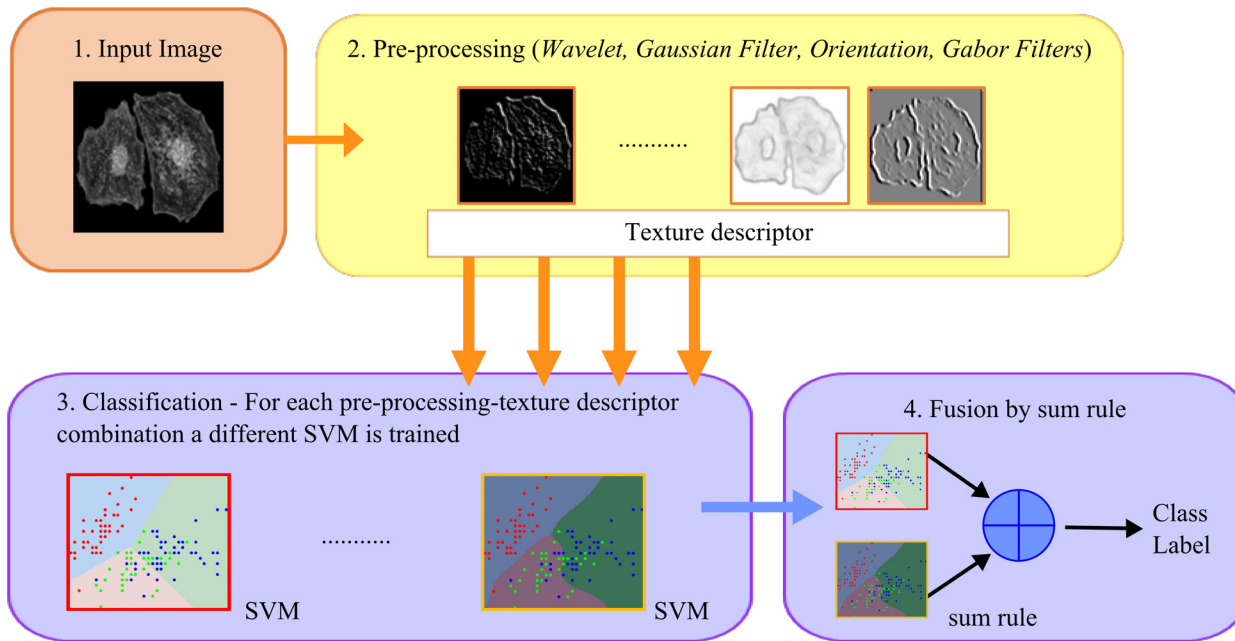 1. Input Image
2. Pre-processing (Wavelet, Gaussian Filter, Orientation, Gabor Filters)
...........
Texture descriptor
3. Classification - For each pre-processing-texture descriptor
combination a different SVM is trained
...........
SVM
SVM
4. Fusion by sum rule
Class
Label
sum rule